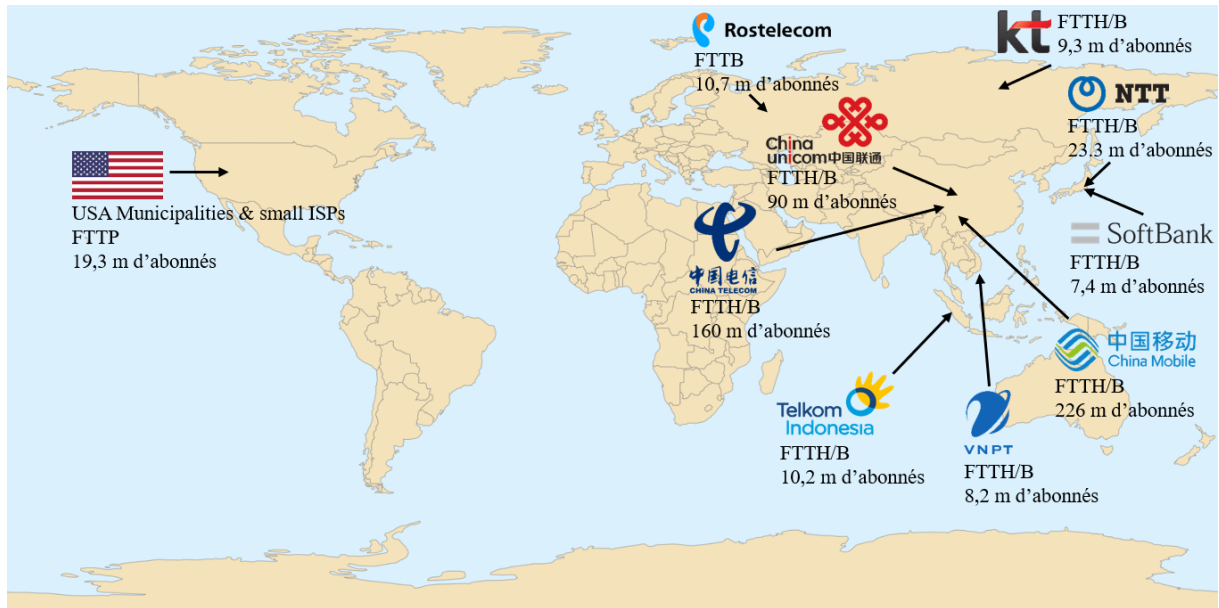 Rostelecom
FTTB
10,7 m d'abonnés
kt
FTTH/B
9,3 m d'abonnés
NTT
FTTH/B
23.3 m d'abonnés
China
unicom中国联通
FTTH/B
90 m d'abonnés
USA Municipalities & small ISPs
FTTP
19,3 m d'abonnés
中国电信
CHINA TELECOM
FTTH/B
160 m d'abonnés
SoftBank
FTTH/B
7,4 m d'abonnés
中国移动
China Mobile
FTTH/B
226 m d'abonnés
Telkom
Indonesia
FTTH/B
10,2 m d'abonnés
VNPT
FTTH/B
8,2 m d'abonnés